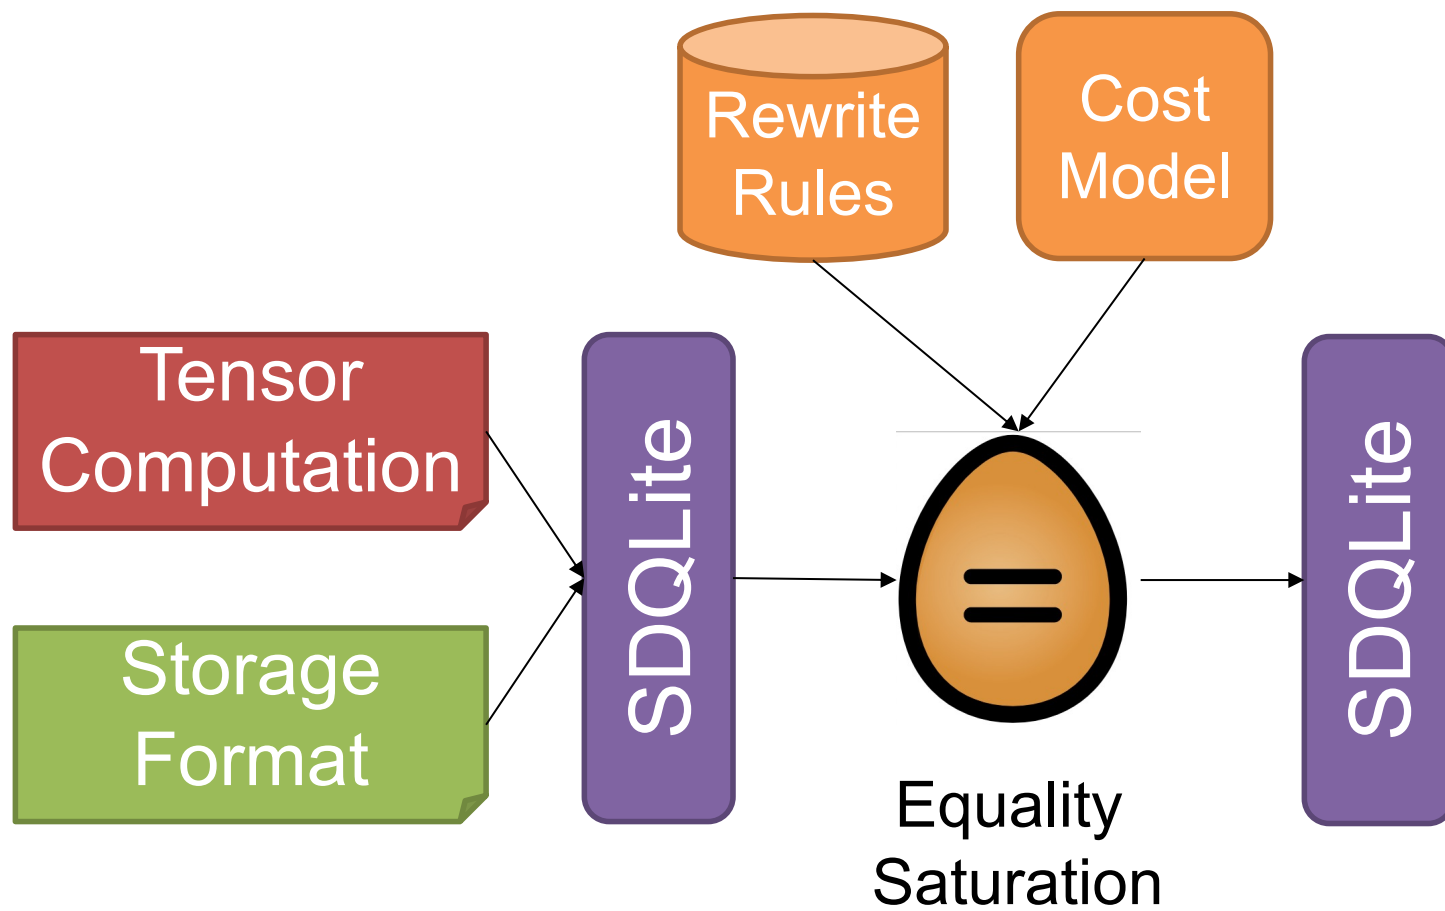 Rewrite
Rules
Cost
Model
Tensor
Computation
Storage
Format
SDQLite
=
Equality
Saturation
SDQLite